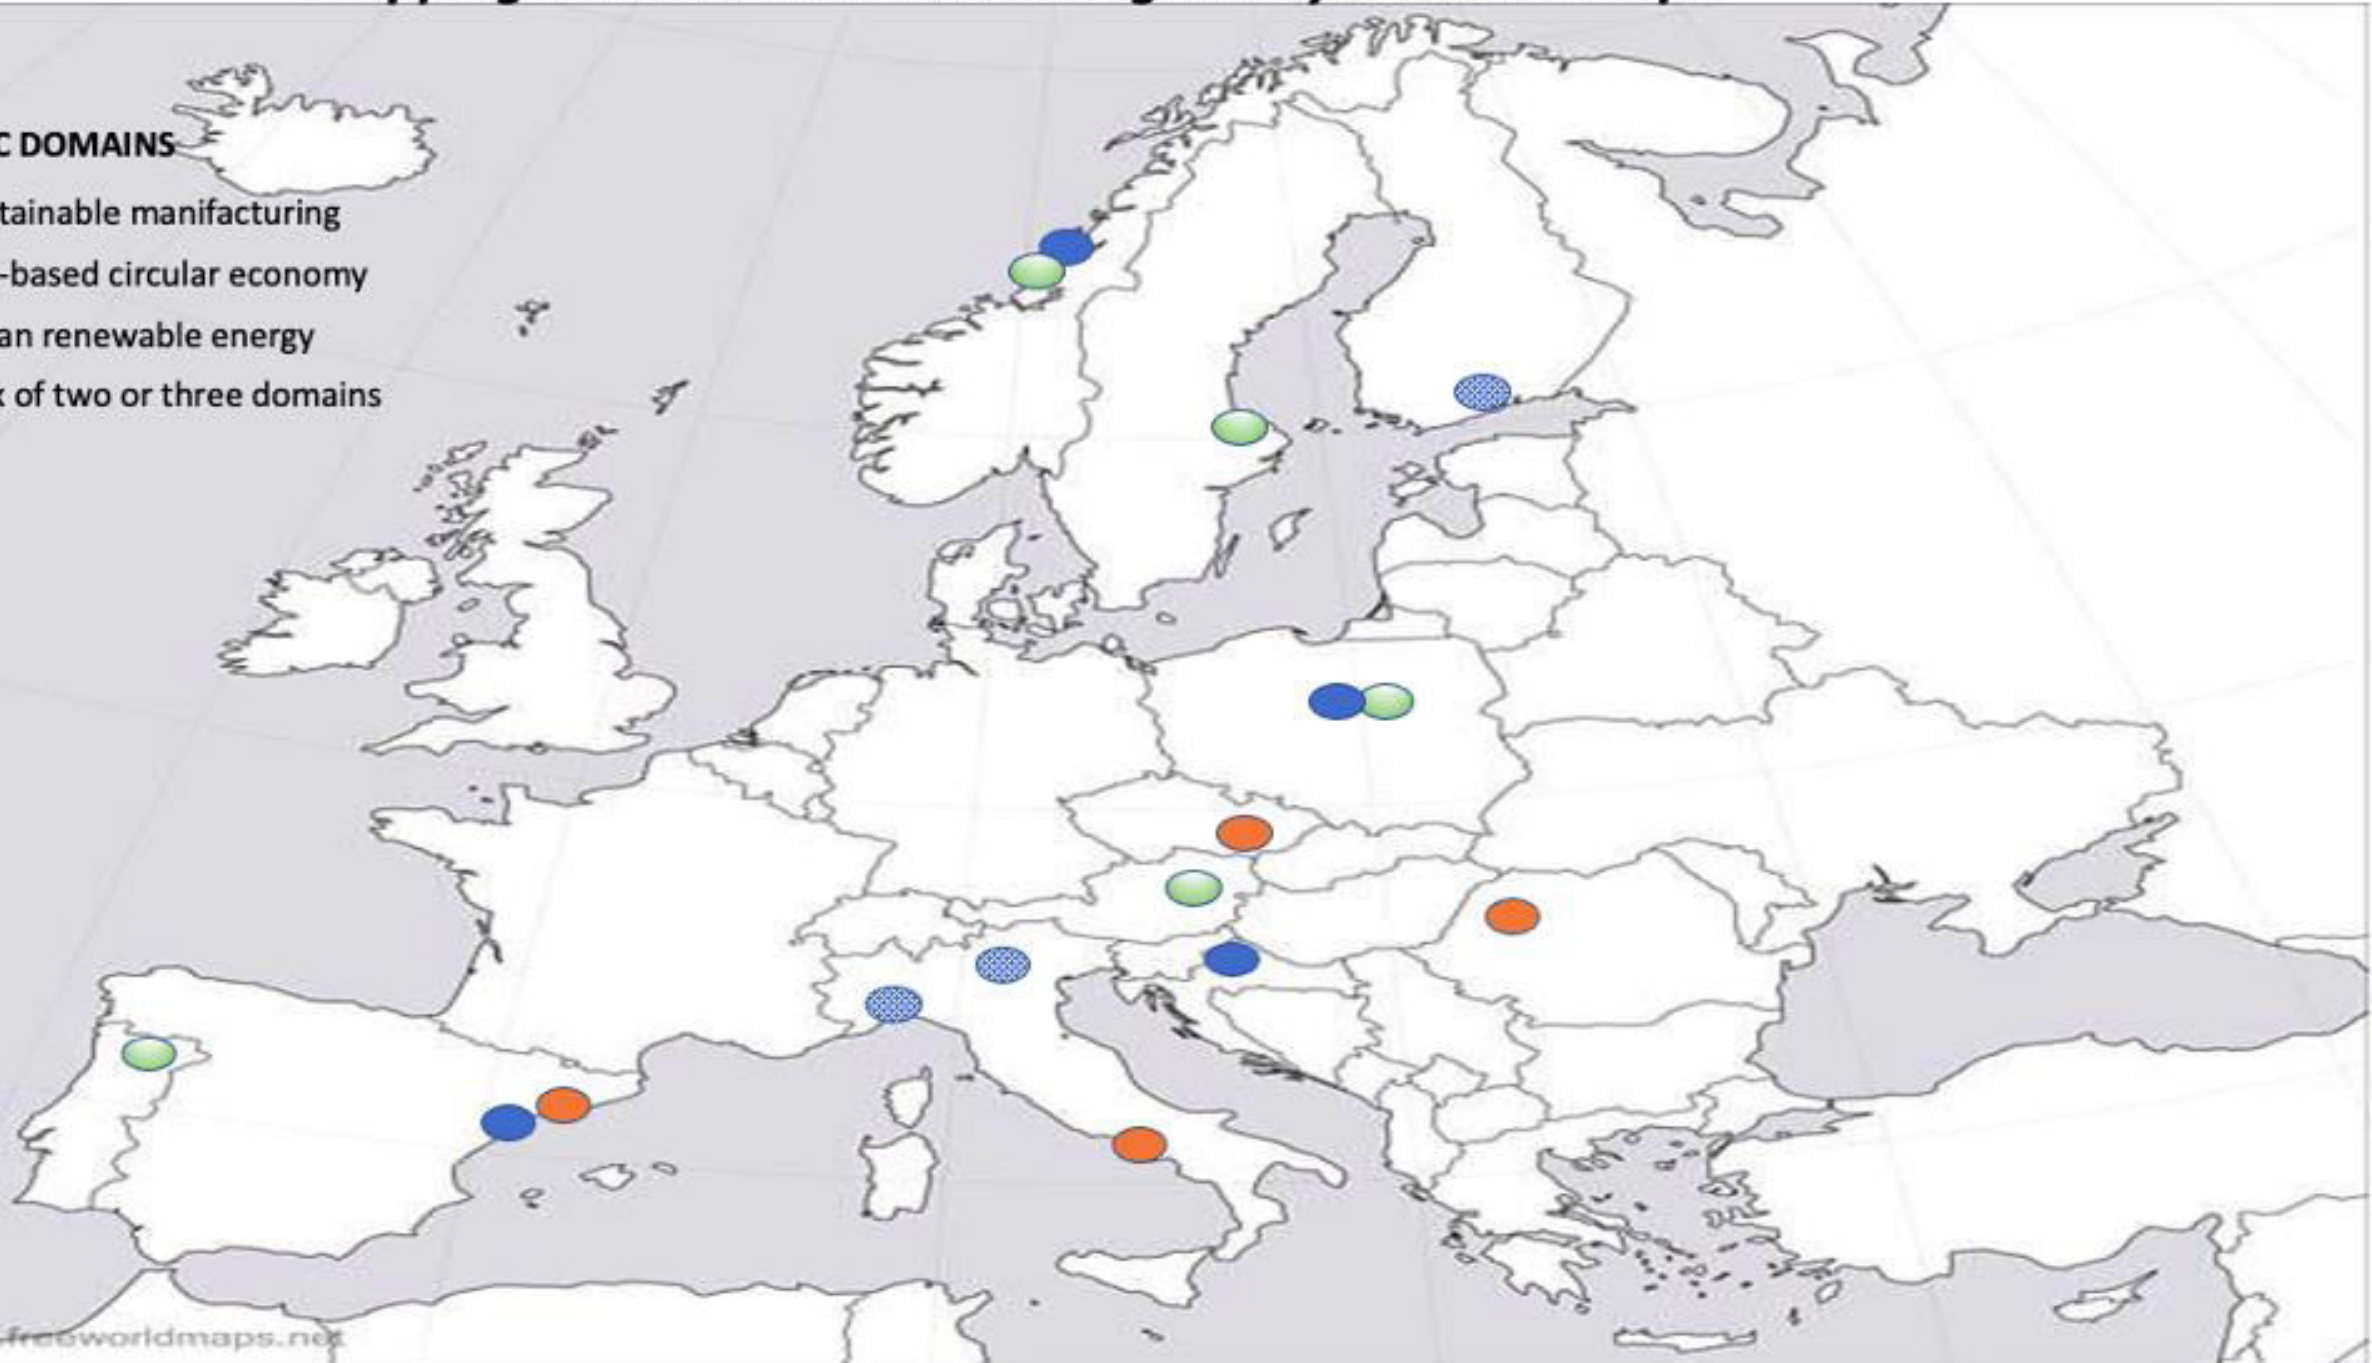 C DOMAINS
tainable manifacturing
-based circular economy
an renewable energy
x of two or three domains
freeworldmaps.net